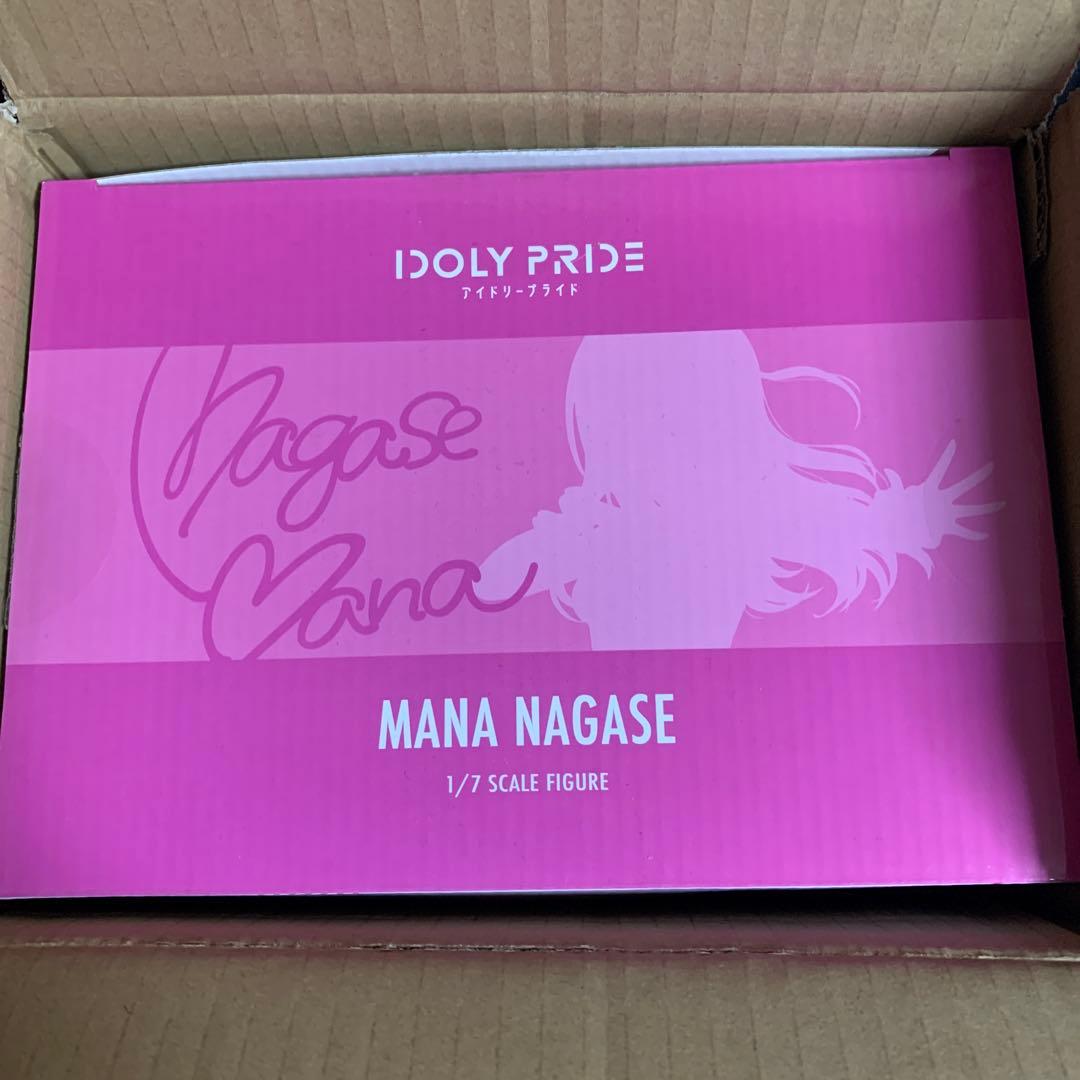 IDOLY PRIDE
アイドリープライド
Nagase
Mana
MANA NAGASE
1/7 SCALE FIGURE